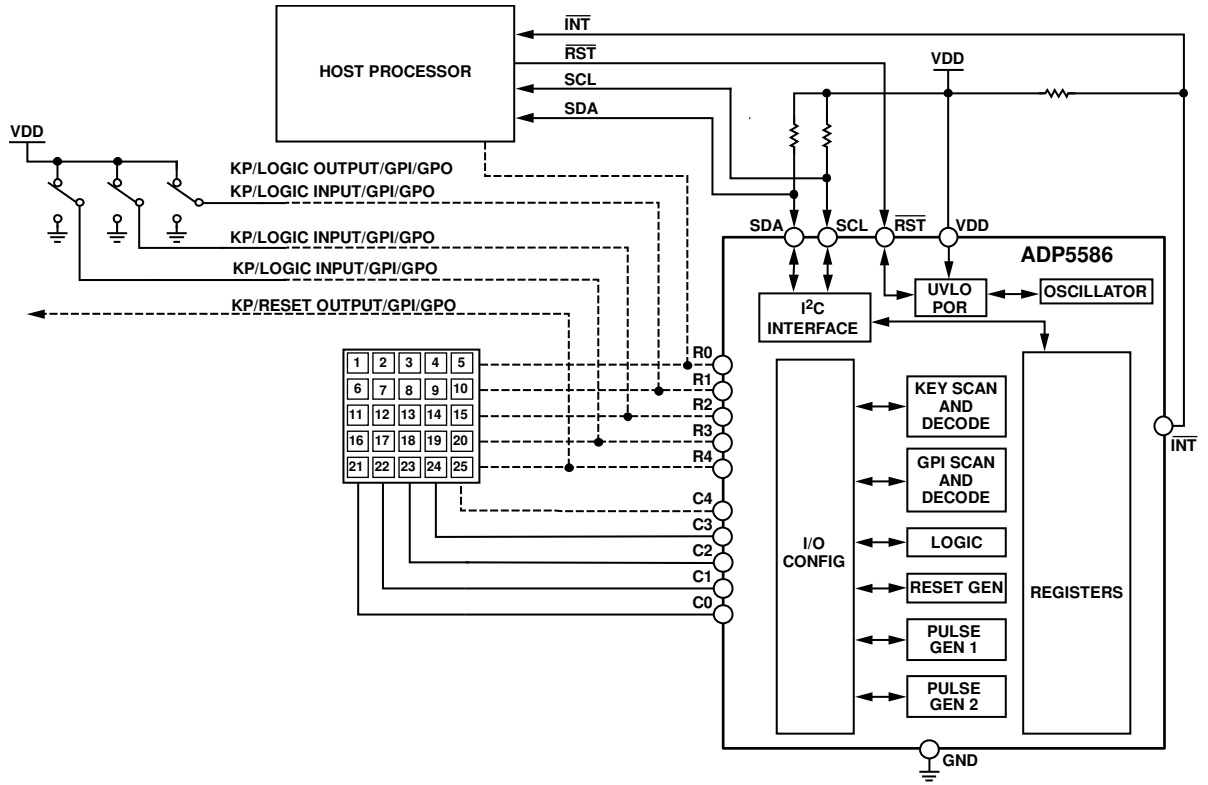 INT
RST
HOST PROCESSOR
SCL
SDA
VDD
VDD
KP/LOGIC OUTPUT/GPI/GPO
KP/LOGIC INPUT/GPI/GPO
KP/LOGIC INPUT/GPI/GPO
KP/LOGIC INPUT/GPI/GPO
KP/RESET OUTPUT/GPI/GPO
SDA SCL RST VDD
ADP5586
I2C
INTERFACE
UVLO
POR
OSCILLATOR
1 2 3 4 5
6 7 8 9 10
11 12 13 14 15
16 17 18 19 20
21 22 23 24 25
R0
R1
R2
R3
R4
C4
C3
C2
C1
C0
I/O
CONFIG
KEY SCAN
AND
DECODE
GPI SCAN
AND
DECODE
LOGIC
RESET GEN
PULSE
GEN 1
PULSE
GEN 2
REGISTERS
INT
GND